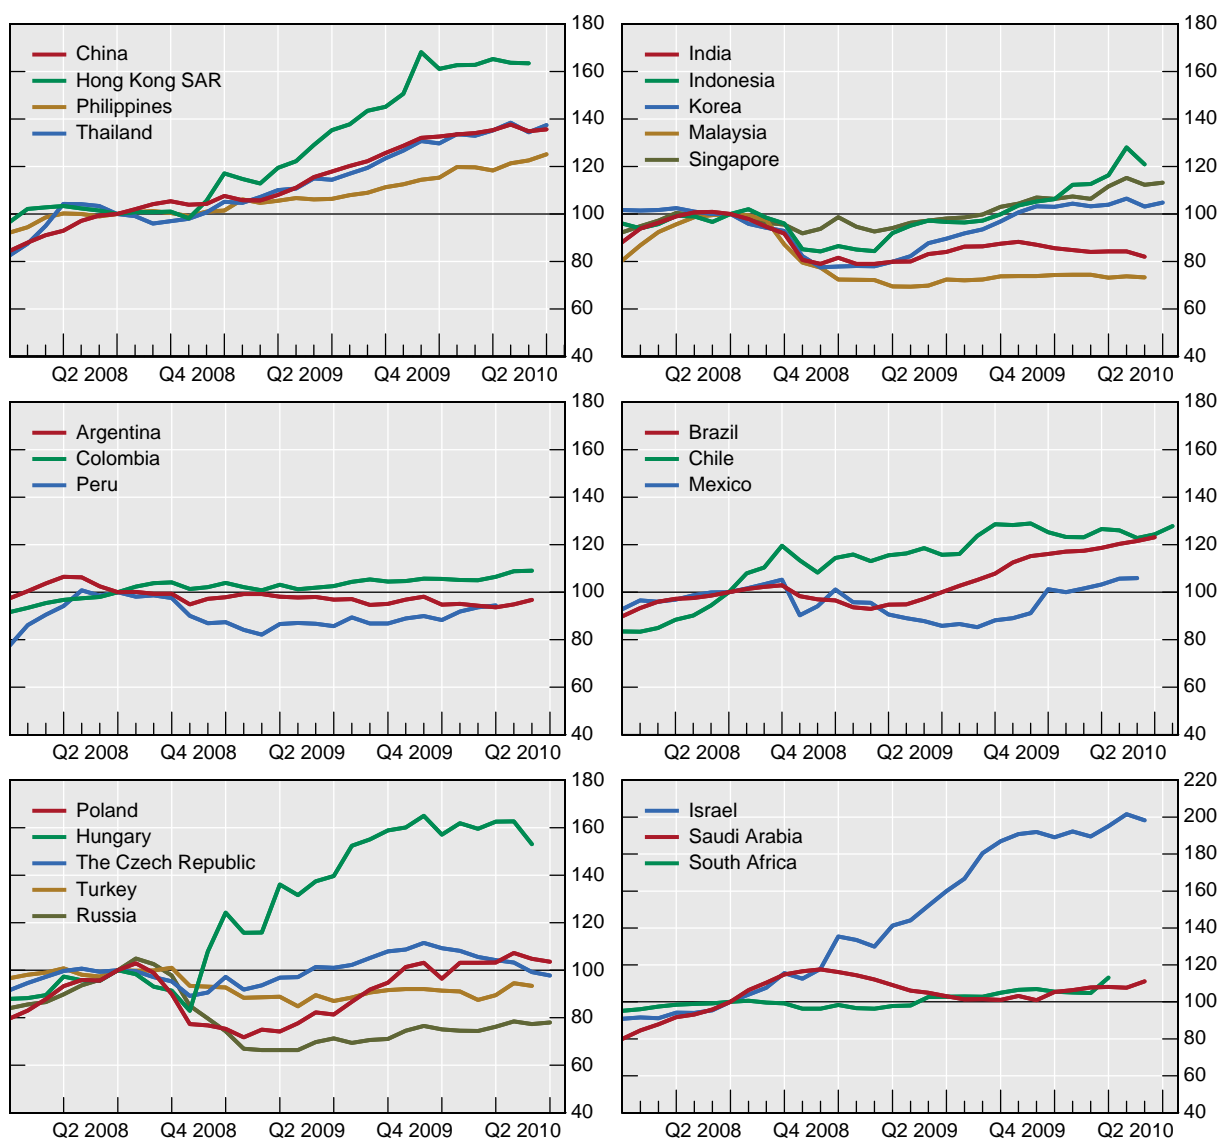 China
Hong Kong SAR
Philippines
Thailand
180
160
140
120
100
80
60
40
Q2 2008 Q4 2008 Q2 2009 Q4 2009 Q2 2010
India
Indonesia
Korea
Malaysia
Singapore
180
160
140
120
100
80
60
40
Q2 2008 Q4 2008 Q2 2009 Q4 2009 Q2 2010
Argentina
Colombia
Peru
180
160
140
120
100
80
60
40
Q2 2008 Q4 2008 Q2 2009 Q4 2009 Q2 2010
Brazil
Chile
Mexico
180
160
140
120
100
80
60
40
Q2 2008 Q4 2008 Q2 2009 Q4 2009 Q2 2010
Poland
Hungary
The Czech Republic
Turkey
Russia
180
160
140
120
100
80
60
40
Q2 2008 Q4 2008 Q2 2009 Q4 2009 Q2 2010
Israel
Saudi Arabia
South Africa
220
200
180
160
140
120
100
80
60
40
Q2 2008 Q4 2008 Q2 2009 Q4 2009 Q2 2010